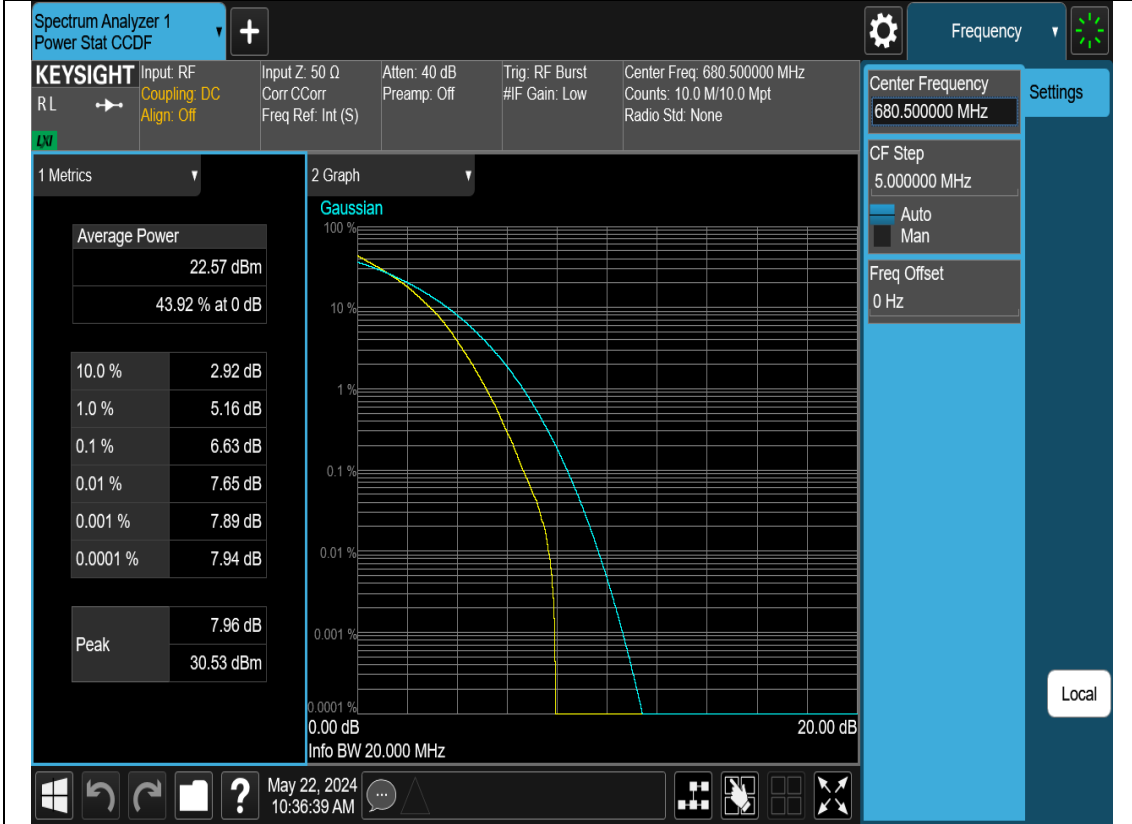 Spectrum Analyzer 1
Power Stat CCDF
+
Frequency
KEYSIGHT
RL
LXI
Input: RF
Coupling: DC
Align: Off
Input Z: 50 Ω
Corr CCorr
Freq Ref: Int (S)
Atten: 40 dB
Preamp: Off
Trig: RF Burst
#IF Gain: Low
Center Freq: 680.500000 MHz
Counts: 10.0 M/10.0 Mpt
Radio Std: None
Center Frequency
680.500000 MHz
Settings
CF Step
5.000000 MHz
Auto
Man
Freq Offset
0 Hz
1 Metrics
Average Power
22.57 dBm
43.92 % at 0 dB
10.0 % 2.92 dB
1.0 % 5.16 dB
0.1 % 6.63 dB
0.01 % 7.65 dB
0.001 % 7.89 dB
0.0001 % 7.94 dB
Peak
7.96 dB
30.53 dBm
2 Graph
Gaussian
100 %
10 %
1 %
0.1 %
0.01 %
0.001 %
0.0001 %
0.00 dB 20.00 dB
Info BW 20.000 MHz
Local
?
May 22, 2024
10:36:39 AM